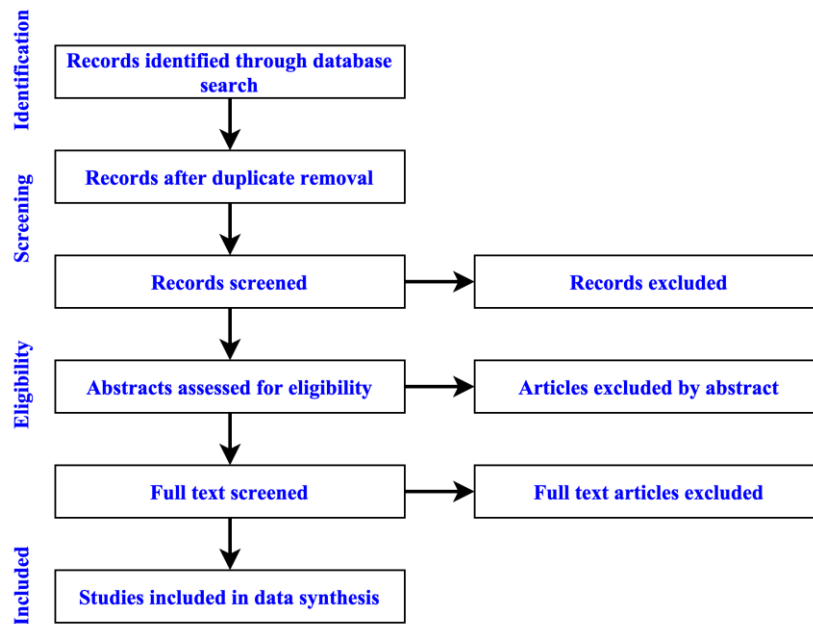 Identification
Records identified through database
search
Screening
Records after duplicate removal
Records screened
Records excluded
Eligibility
Abstracts assessed for eligibility
Articles excluded by abstract
Full text screened
Full text articles excluded
Included
Studies included in data synthesis